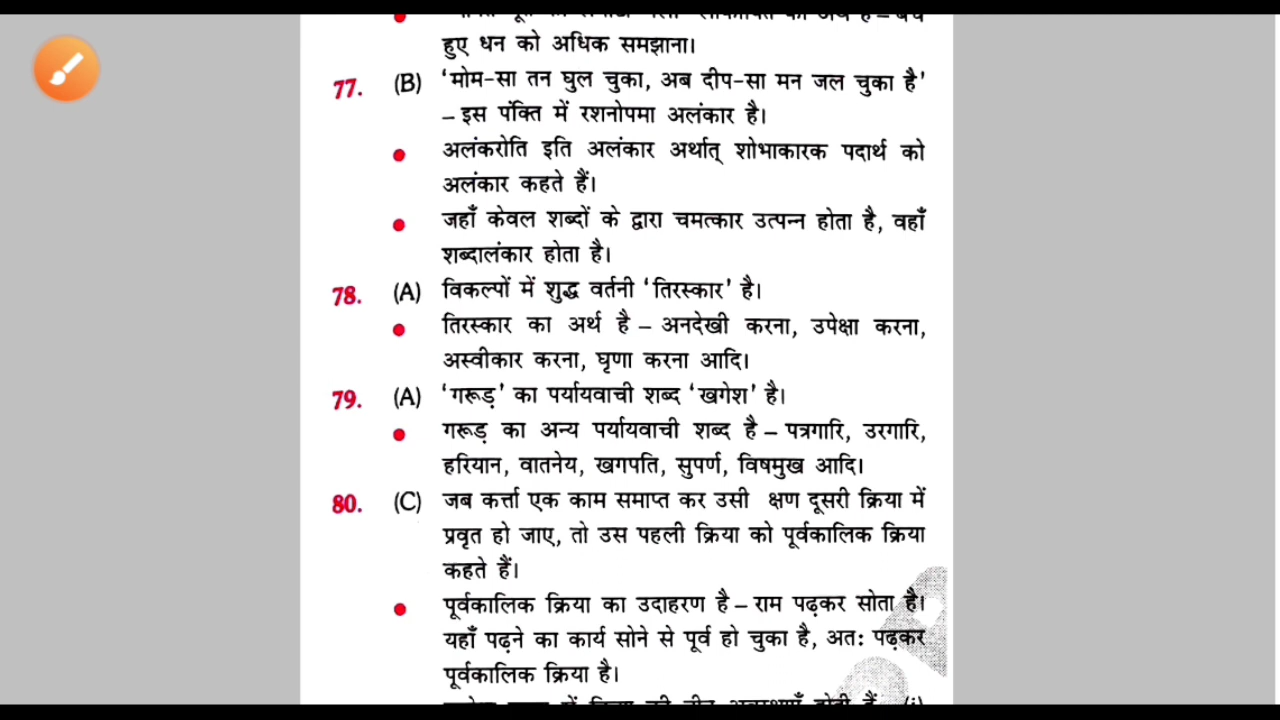 हुए धन को अधिक समझाना।
77. (B) ‘मोम-सा तन घुल चुका, अब दीप-सा मन जल चुका है’
– इस पंक्ति में रशनोपमा अलंकार है।
• अलंकरोति इति अलंकार अर्थात् शोभाकारक पदार्थ को
अलंकार कहते हैं।
• जहाँ केवल शब्दों के द्वारा चमत्कार उत्पन्न होता है, वहाँ
शब्दालंकार होता है।
78. (A) विकल्पों में शुद्ध वर्तनी ‘तिरस्कार’ है।
• तिरस्कार का अर्थ है – अनदेखी करना, उपेक्षा करना,
अस्वीकार करना, घृणा करना आदि।
79. (A) ‘गरूड़’ का पर्यायवाची शब्द ‘खगेश’ है।
• गरूड़ का अन्य पर्यायवाची शब्द है – पत्रगारि, उरगारि,
हरियान, वातनेय, खगपति, सुपर्ण, विषमुख आदि।
80. (C) जब कर्त्ता एक काम समाप्त कर उसी क्षण दूसरी क्रिया में
प्रवृत हो जाए, तो उस पहली क्रिया को पूर्वकालिक क्रिया
कहते हैं।
• पूर्वकालिक क्रिया का उदाहरण है – राम पढ़कर सोता है।
यहाँ पढ़ने का कार्य सोने से पूर्व हो चुका है, अतः पढ़कर
पूर्वकालिक क्रिया है।